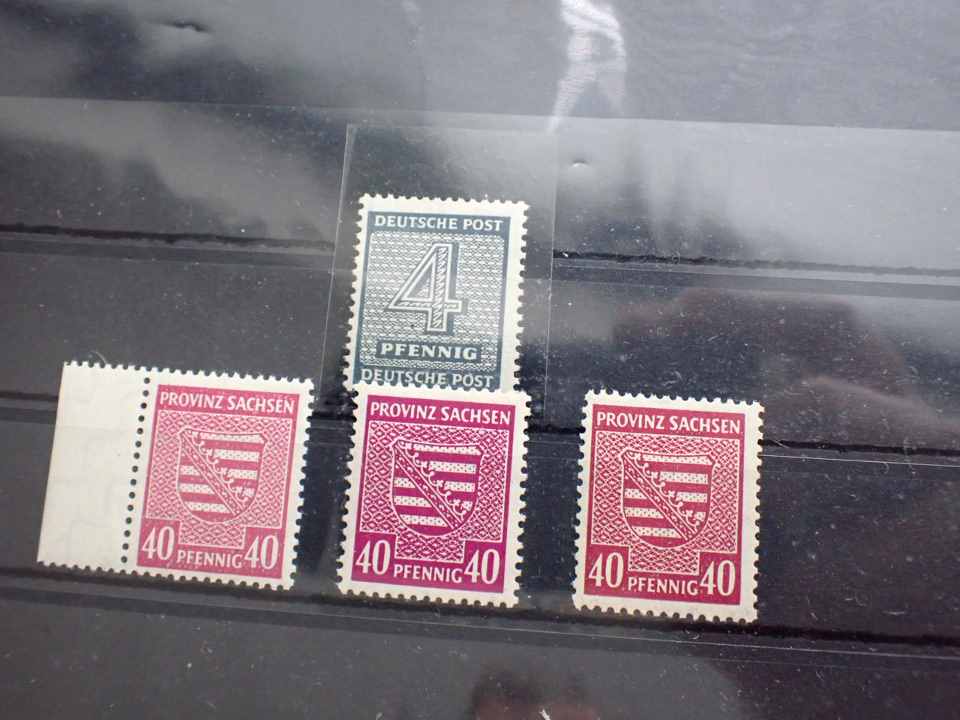 DEUTSCHE POST
4
PFENNIG
DEUTSCHE POST
PROVINZ SACHSEN
40 PFENNIG 40
PROVINZ SACHSEN
40 PFENNIG 40
PROVINZ SACHSEN
40 P.FENNIG 40